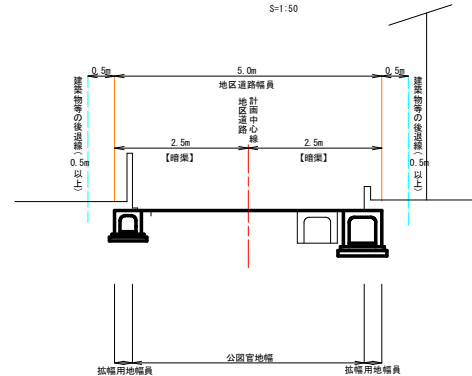 S=1:50
0.5m
5.0m
0.5m
地区道路幅員
建築物等の後退線(0.5m以上)
地区道路
計画中心線
建築物等の後退線(0.5m以上)
2.5m
2.5m
【暗渠】
【暗渠】
公図官地幅
拡幅用地幅員
拡幅用地幅員